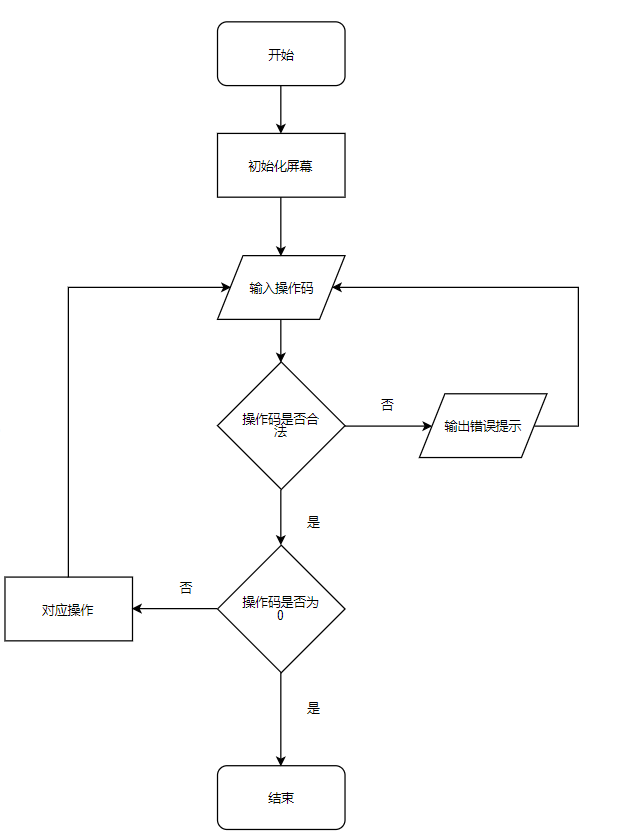 开始
初始化屏幕
输入操作码
操作码是否合
法
否
输出错误提示
是
操作码是否为
0
否
对应操作
是
结束